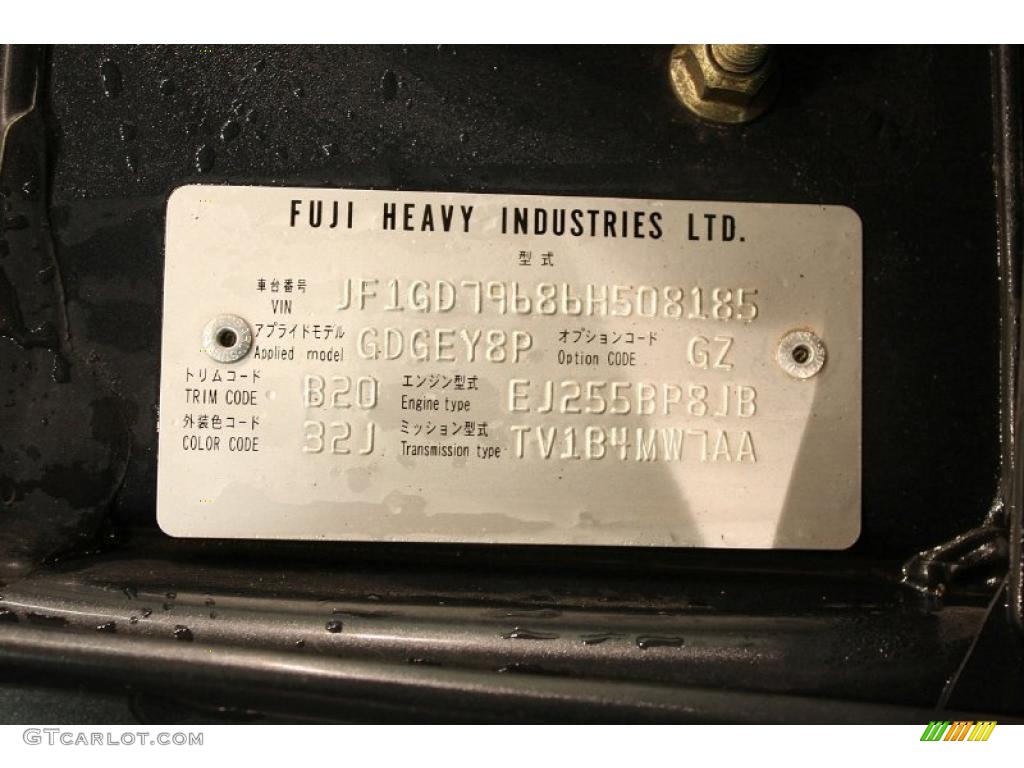 FUJI HEAVY INDUSTRIES LTD.
型式
車台番号 VIN JF1GD79686H508185
アプライドモデル Applied model GDGEY8P オプションコード Option CODE GZ
トリムコード TRIM CODE B20 エンジン型式 Engine type EJ255BP8JB
外装色コード COLOR CODE 32J ミッション型式 Transmission type TV1B4MW7AA
GTCARLOT.COM